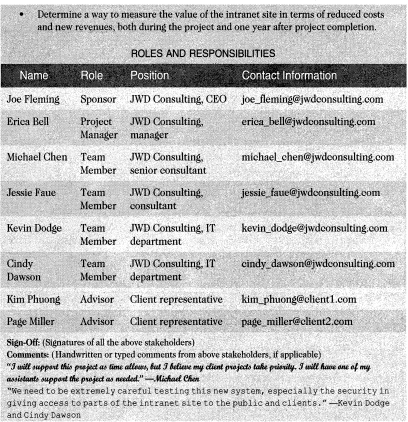 • Determine a way to measure the value of the intranet site in terms of reduced costs
and new revenues, both during the project and one year after project completion.
ROLES AND RESPONSIBILITIES
Name Role Position Contact Information
Joe Fleming Sponsor JWD Consulting, CEO joe_fleming@jwdconsulting.com
Erica Bell Project JWD Consulting, erica_bell@jwdconsulting.com
Manager manager
Michael Chen Team JWD Consulting, michael_chen@jwdconsulting.com
Member senior consultant
Jessie Faue Team JWD Consulting, jessie_faue@jwdconsulting.com
Member consultant
Kevin Dodge Team JWD Consulting, IT kevin_dodge@jwdconsulting.com
Member department
Cindy Team JWD Consulting, IT cindy_dawson@jwdconsulting.com
Dawson Member department
Kim Phuong Advisor Client representative kim_phuong@client1.com
Page Miller Advisor Client representative page_miller@client2.com
Sign-Off: (Signatures of all the above stakeholders)
Comments: (Handwritten or typed comments from above stakeholders, if applicable)
"I will support this project as time allows, but I believe my client projects take priority. I will have one of my
assistants support the project as needed." —Michael Chen
"We need to be extremely careful testing this new system, especially the security in
giving access to parts of the intranet site to the public and clients." —Kevin Dodge
and Cindy Dawson